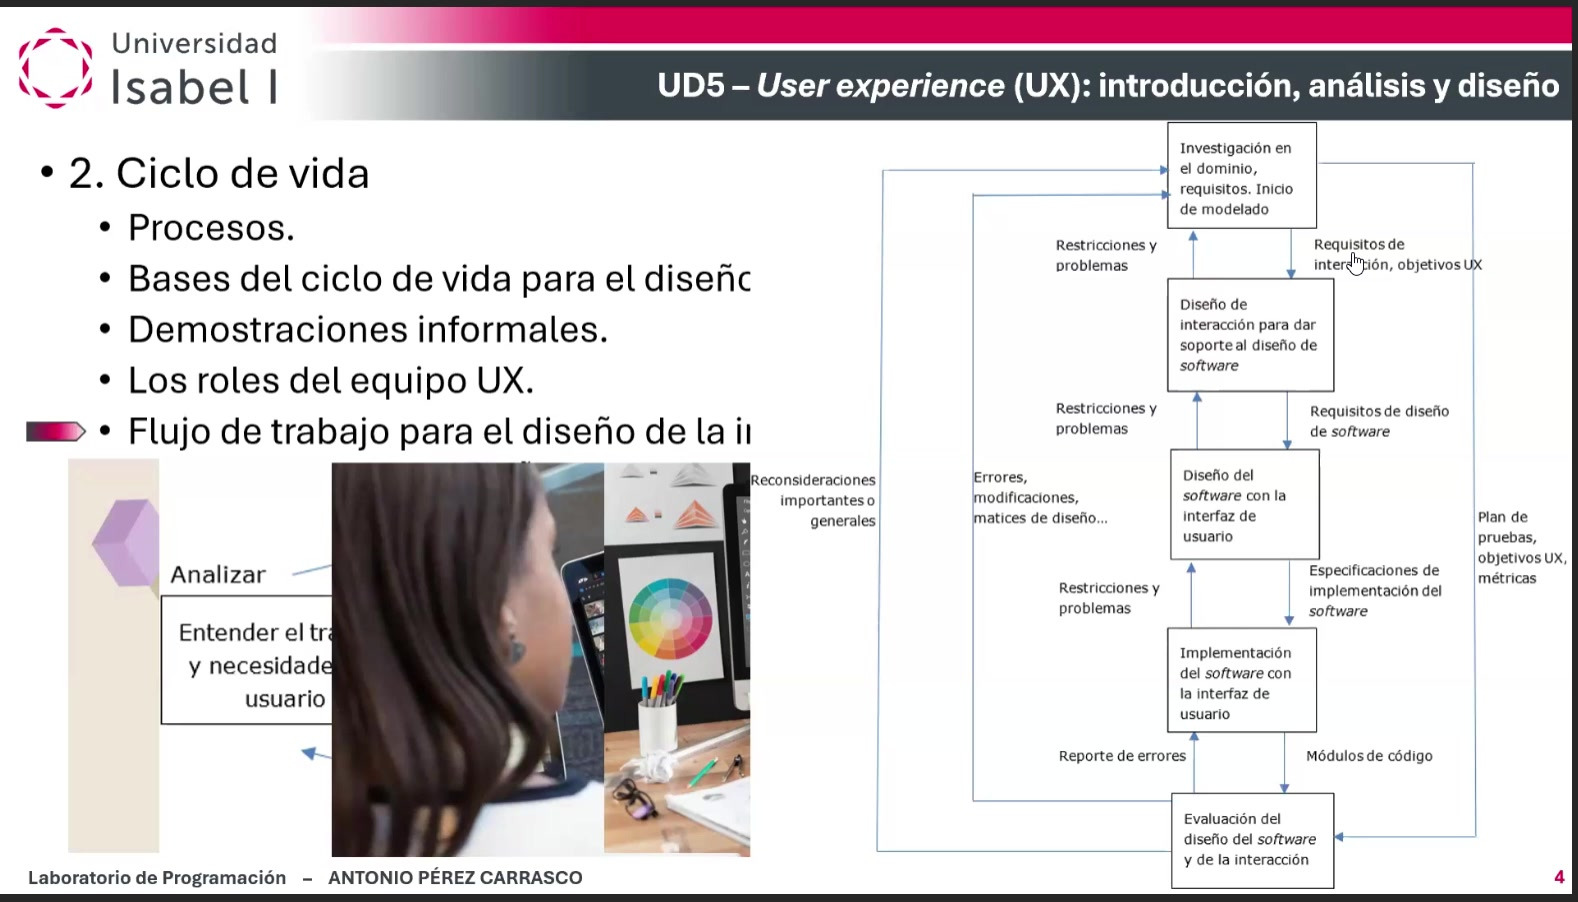 Universidad
Isabel I
UD5 – User experience (UX): introducción, análisis y diseño
• 2. Ciclo de vida
• Procesos.
• Bases del ciclo de vida para el diseño
• Demostraciones informales.
• Los roles del equipo UX.
• Flujo de trabajo para el diseño de la
Analizar
Entender el
y
usuario
Investigación en
el dominio,
requisitos. Inicio
de modelado
Restricciones y
problemas
Requisitos de
interacción, objetivos UX
Diseño de
interacción para dar
soporte al diseño de
software
Restricciones y
problemas
Requisitos de diseño
de software
Diseño del
software con la
interfaz de
usuario
Reconsideraciones
importantes o
generales
Errores,
modificaciones,
matices de diseño...
Plan de
pruebas,
objetivos UX,
métricas
Restricciones y
problemas
Especificaciones de
implementación del
software
Implementación
del software con
la interfaz de
usuario
Reporte de errores
Módulos de código
Evaluación del
diseño del software
y de la interacción
Laboratorio de Programación – ANTONIO PÉREZ CARRASCO
4